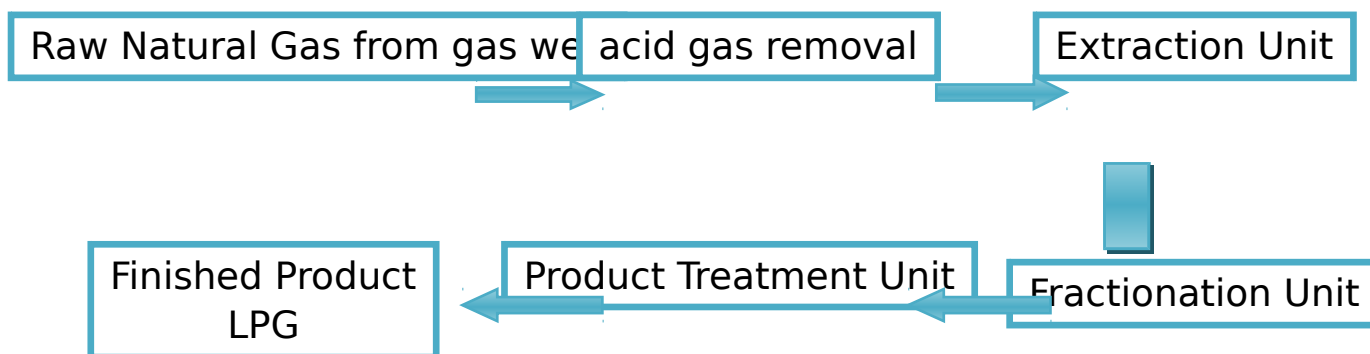 Raw Natural Gas from gas we
acid gas removal
Extraction Unit
Finished Product
LPG
Product Treatment Unit
Fractionation Unit